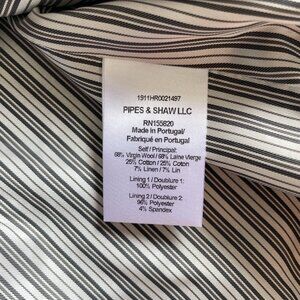 1911HR0021497
PIPES & SHAW LLC
RN155820
Made in Portugal/
Fabriqué en Portugal
Self / Principal:
68% Virgin Wool / 68% Laine Vierge
25% Cotton / 25% Coton
7% Linen / 7% Lin
Lining 1 / Doublure 1:
100% Polyester
Lining 2 / Doublure 2:
96% Polyester
4% Spandex